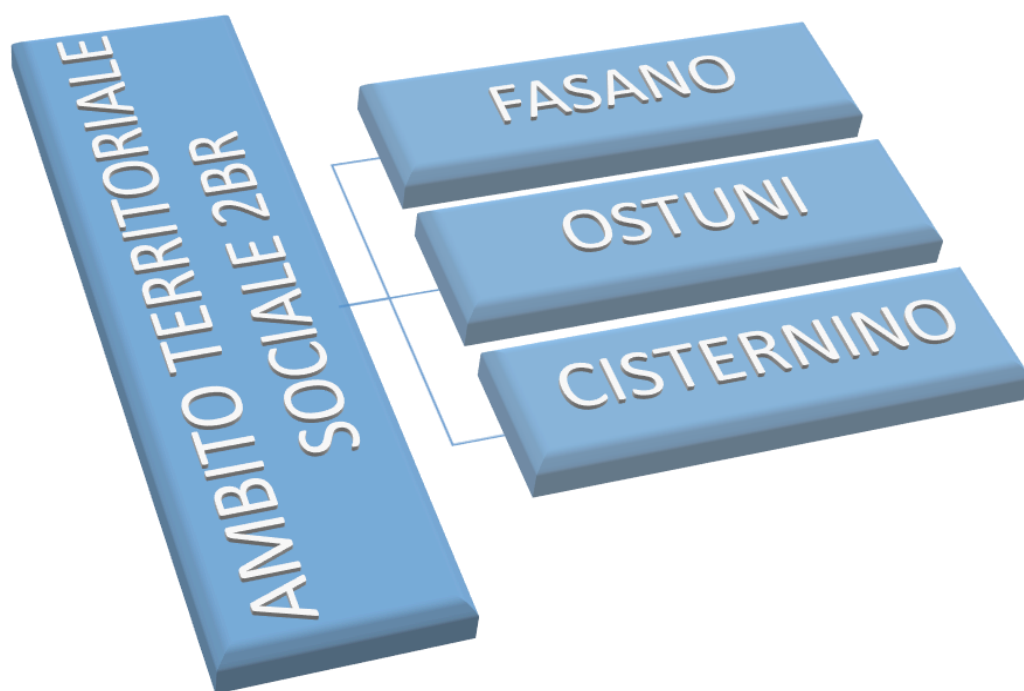 AMBITO TERRITORIALE
SOCIALE 2BR
FASANO
OSTUNI
CISTERNINO